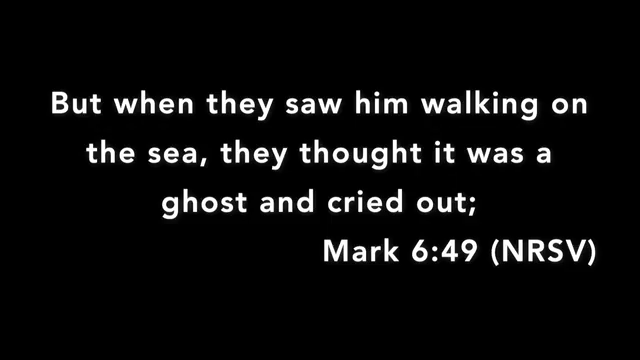 But when they saw him walking on
the sea, they thought it was a
ghost and cried out;
Mark 6:49 (NRSV)